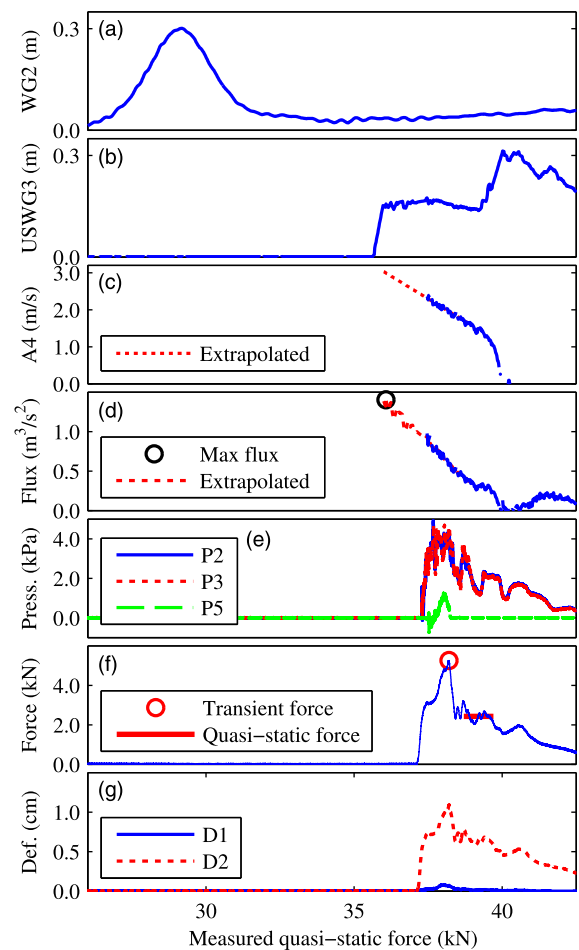 (a)
WG2 (m)
0.3
0.0
(b)
USWG3 (m)
0.3
0.0
(c)
A4 (m/s)
3.0
2.0
1.0
0.0
Extrapolated
(d)
Flux (m³/s²)
1.0
0.5
0.0
Max flux
Extrapolated
(e)
Press. (kPa)
4.0
2.0
0.0
P2
P3
P5
(f)
Force (kN)
4.0
2.0
0.0
Transient force
Quasi−static force
(g)
Def. (cm)
1.0
0.5
0.0
D1
D2
30 35 40
Measured quasi−static force (kN)